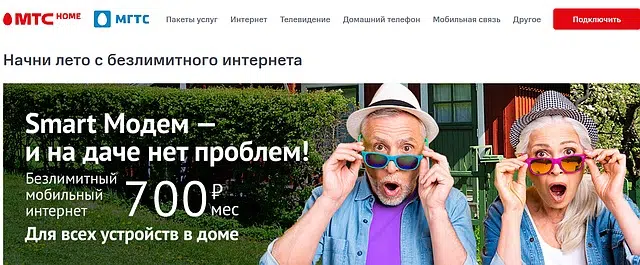 МТС HOME МГТС Пакеты услуг Интернет Телевидение Домашний телефон Мобильная связь Другое Подключить
Начни лето с безлимитного интернета
Smart Модем —
и на даче нет проблем!
Безлимитный
мобильный
интернет
700 ₽
мес
Для всех устройств в доме